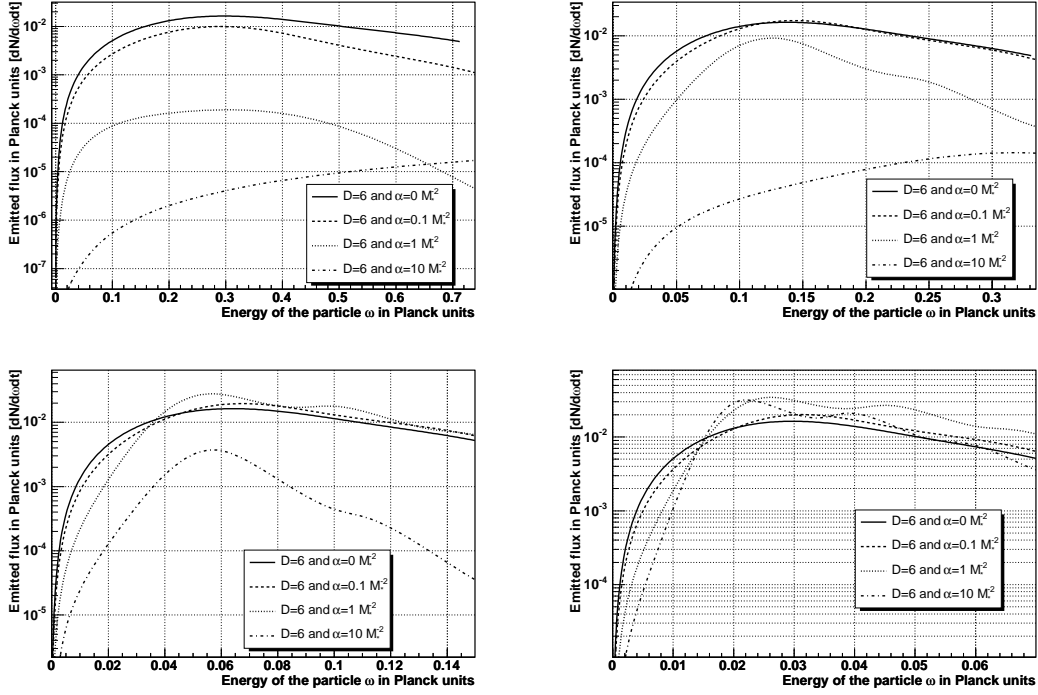 Emitted flux in Planck units [dN/dωdt]
10⁻²
10⁻³
10⁻⁴
10⁻⁵
10⁻⁶
10⁻⁷
D=6 and α=0 M*⁻²
D=6 and α=0.1 M*⁻²
D=6 and α=1 M*⁻²
D=6 and α=10 M*⁻²
0 0.1 0.2 0.3 0.4 0.5 0.6 0.7
Energy of the particle ω in Planck units
Emitted flux in Planck units [dN/dωdt]
10⁻²
10⁻³
10⁻⁴
10⁻⁵
D=6 and α=0 M*⁻²
D=6 and α=0.1 M*⁻²
D=6 and α=1 M*⁻²
D=6 and α=10 M*⁻²
0 0.05 0.1 0.15 0.2 0.25 0.3
Energy of the particle ω in Planck units
Emitted flux in Planck units [dN/dωdt]
10⁻²
10⁻³
10⁻⁴
10⁻⁵
D=6 and α=0 M*⁻²
D=6 and α=0.1 M*⁻²
D=6 and α=1 M*⁻²
D=6 and α=10 M*⁻²
0.00 0.02 0.04 0.06 0.08 0.1 0.12 0.14
Energy of the particle ω in Planck units
Emitted flux in Planck units [dN/dωdt]
10⁻²
10⁻³
10⁻⁴
D=6 and α=0 M*⁻²
D=6 and α=0.1 M*⁻²
D=6 and α=1 M*⁻²
D=6 and α=10 M*⁻²
0.00 0.01 0.02 0.03 0.04 0.05 0.06
Energy of the particle ω in Planck units